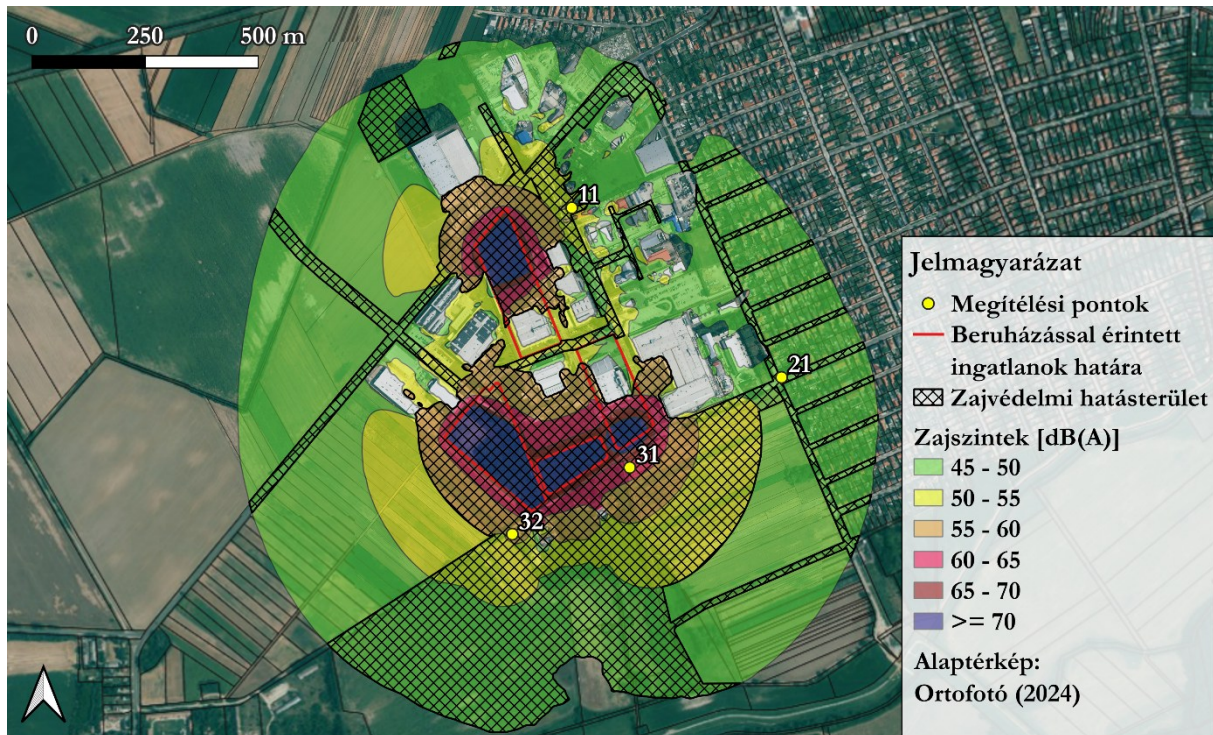 0 250 500 m
11
21
31
32
Jelmagyarázat
Megítélési pontok
Beruházással érintett
ingatlanok határa
Zajvédelmi hatásterület
Zajszintek [dB(A)]
45 - 50
50 - 55
55 - 60
60 - 65
65 - 70
>= 70
Alaptérkép:
Ortofotó (2024)